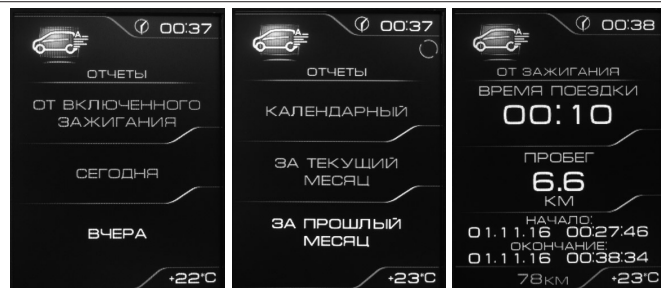 00:37
ОТЧЕТЫ
ОТ ВКЛЮЧЕННОГО
ЗАЖИГАНИЯ
СЕГОДНЯ
ВЧЕРА
+22°C
00:37
ОТЧЕТЫ
КАЛЕНДАРНЫЙ
ЗА ТЕКУЩИЙ
МЕСЯЦ
ЗА ПРОШЛЫЙ
МЕСЯЦ
+23°C
00:38
ОТ ЗАЖИГАНИЯ
ВРЕМЯ ПОЕЗДКИ
00:10
ПРОБЕГ
6.6
КМ
НАЧАЛО:
01.11.16 00:27:46
ОКОНЧАНИЕ:
01.11.16 00:38:34
78КМ +23°C